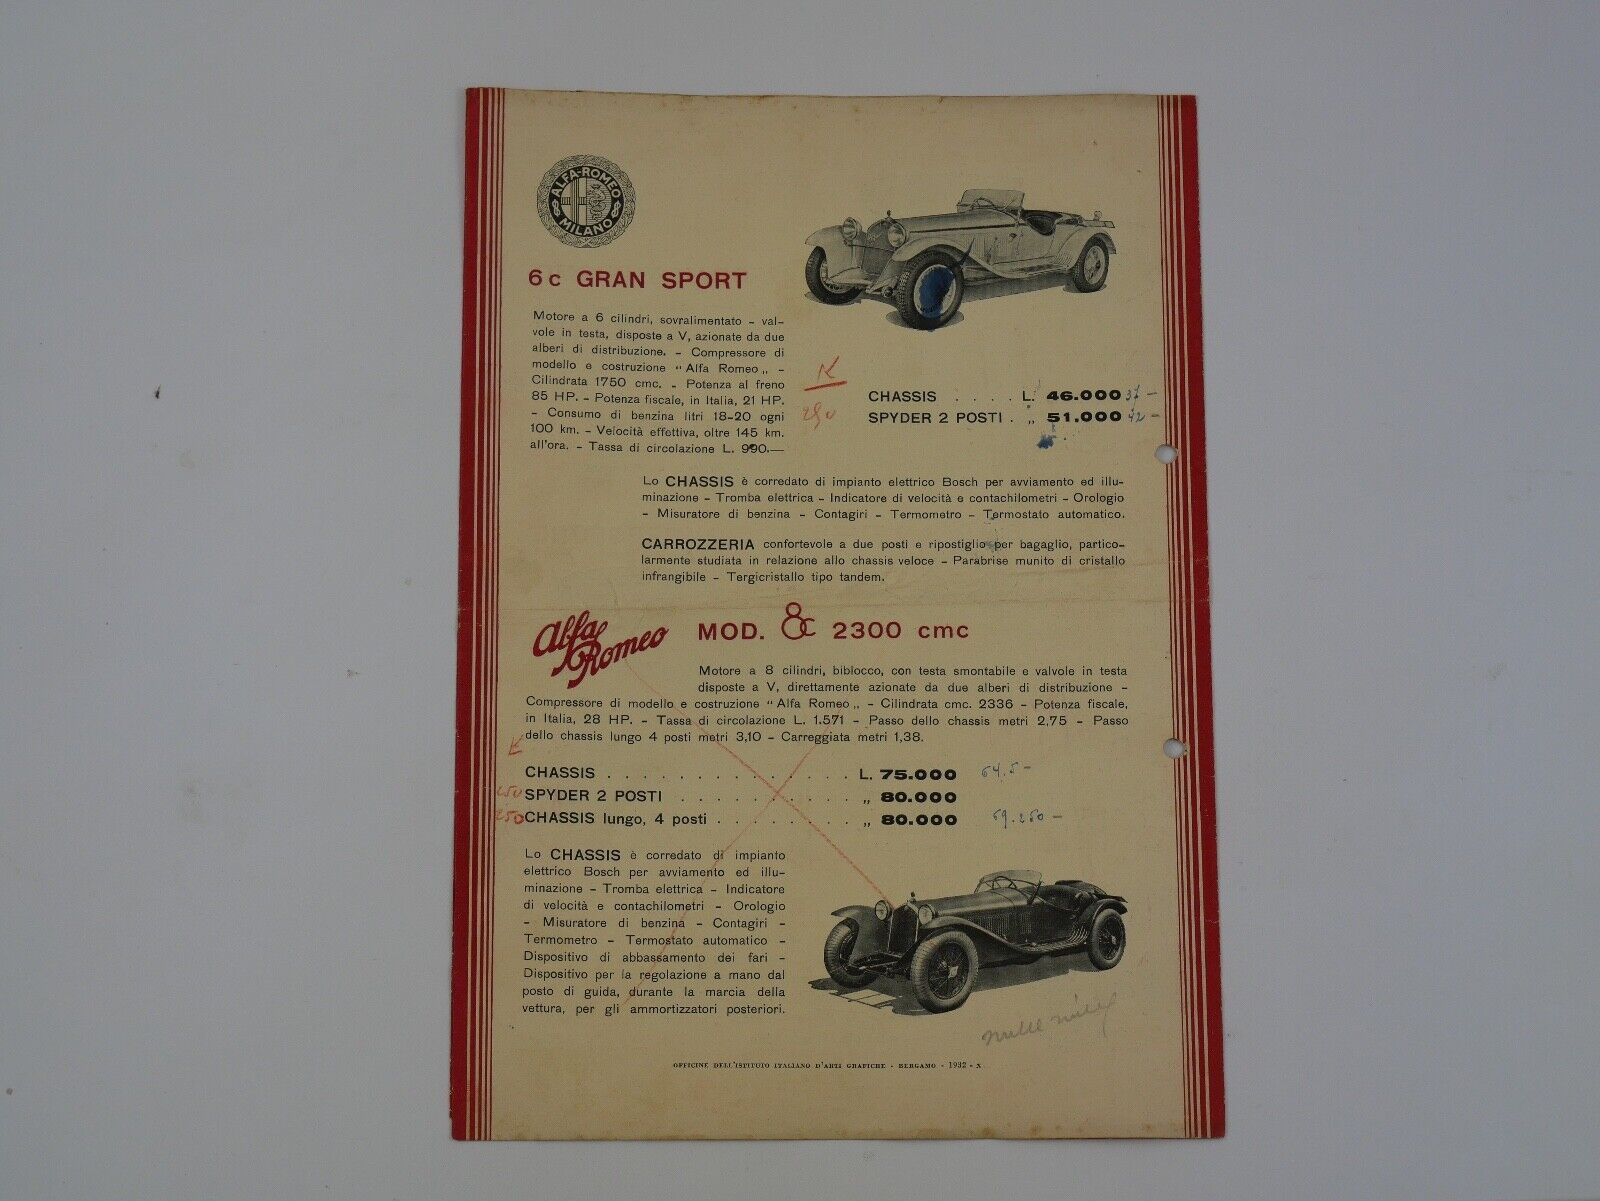 ALFA-ROMEO
MILANO
6c GRAN SPORT
Motore a 6 cilindri, sovralimentato – val-
vole in testa, disposte a V, azionate da due
alberi di distribuzione. – Compressore di
modello e costruzione "Alfa Romeo„ –
Cilindrata 1750 cmc. – Potenza al freno
85 HP. – Potenza fiscale, in Italia, 21 HP.
– Consumo di benzina litri 18-20 ogni
100 km. – Velocità effettiva, oltre 145 km.
all'ora. – Tassa di circolazione L. 990.—
K
CHASSIS . . . . L. 46.000 37 –
250 SPYDER 2 POSTI . „ 51.000 42 –
Lo CHASSIS è corredato di impianto elettrico Bosch per avviamento ed illu-
minazione – Tromba elettrica – Indicatore di velocità e contachilometri – Orologio
– Misuratore di benzina – Contagiri – Termometro – Termostato automatico.
CARROZZERIA confortevole a due posti e ripostiglio per bagaglio, partico-
larmente studiata in relazione allo chassis veloce – Parabrise munito di cristallo
infrangibile – Tergicristallo tipo tandem.
Alfa
Romeo
MOD. 8c 2300 cmc
Motore a 8 cilindri, biblocco, con testa smontabile e valvole in testa
disposte a V, direttamente azionate da due alberi di distribuzione –
Compressore di modello e costruzione "Alfa Romeo„ – Cilindrata cmc. 2336 – Potenza fiscale,
in Italia, 28 HP. – Tassa di circolazione L. 1.571 – Passo dello chassis metri 2,75 – Passo
dello chassis lungo 4 posti metri 3,10 – Carreggiata metri 1,38.
K
CHASSIS . . . . . . . . . . . . . . L. 75.000 64.5 –
250 SPYDER 2 POSTI . . . . . . . . . . „ 80.000
250 CHASSIS lungo, 4 posti . . . . . . . . „ 80.000 69.250 –
Lo CHASSIS è corredato di impianto
elettrico Bosch per avviamento ed illu-
minazione – Tromba elettrica – Indicatore
di velocità e contachilometri – Orologio
– Misuratore di benzina – Contagiri –
Termometro – Termostato automatico –
Dispositivo di abbassamento dei fari –
Dispositivo per la regolazione a mano dal
posto di guida, durante la marcia della
vettura, per gli ammortizzatori posteriori.
mille
OFFICINE DELL'ISTITUTO ITALIANO D'ARTI GRAFICHE - BERGAMO - 1932 - X